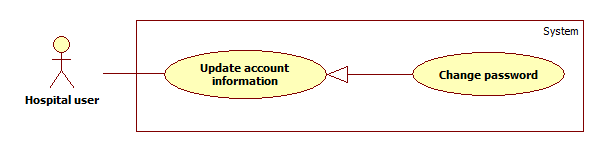 System
Update account
information
Change password
Hospital user